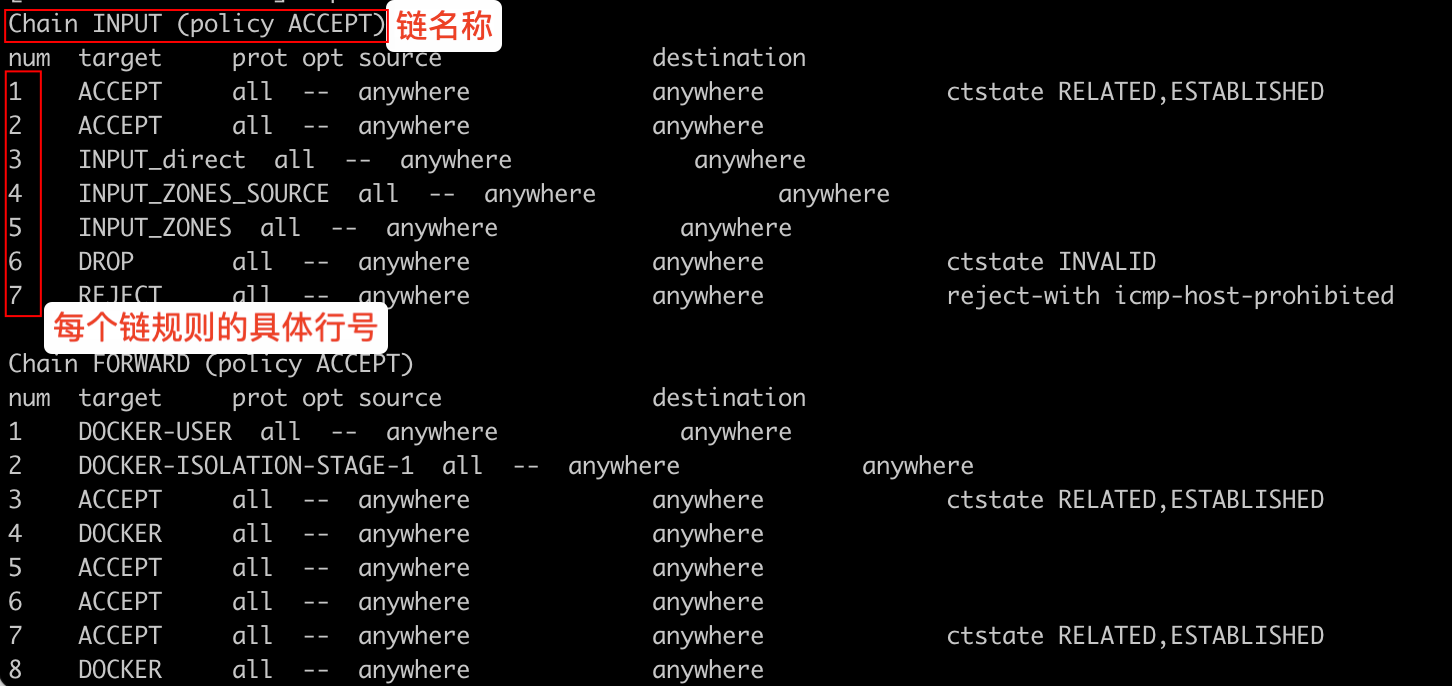 Chain INPUT (policy ACCEPT) 链名称
num target prot opt source destination
1 ACCEPT all -- anywhere anywhere ctstate RELATED,ESTABLISHED
2 ACCEPT all -- anywhere anywhere
3 INPUT_direct all -- anywhere anywhere
4 INPUT_ZONES_SOURCE all -- anywhere anywhere
5 INPUT_ZONES all -- anywhere anywhere
6 DROP all -- anywhere anywhere ctstate INVALID
7 REJECT all -- anywhere anywhere reject-with icmp-host-prohibited
每个链规则的具体行号
Chain FORWARD (policy ACCEPT)
num target prot opt source destination
1 DOCKER-USER all -- anywhere anywhere
2 DOCKER-ISOLATION-STAGE-1 all -- anywhere anywhere
3 ACCEPT all -- anywhere anywhere ctstate RELATED,ESTABLISHED
4 DOCKER all -- anywhere anywhere
5 ACCEPT all -- anywhere anywhere
6 ACCEPT all -- anywhere anywhere
7 ACCEPT all -- anywhere anywhere ctstate RELATED,ESTABLISHED
8 DOCKER all -- anywhere anywhere